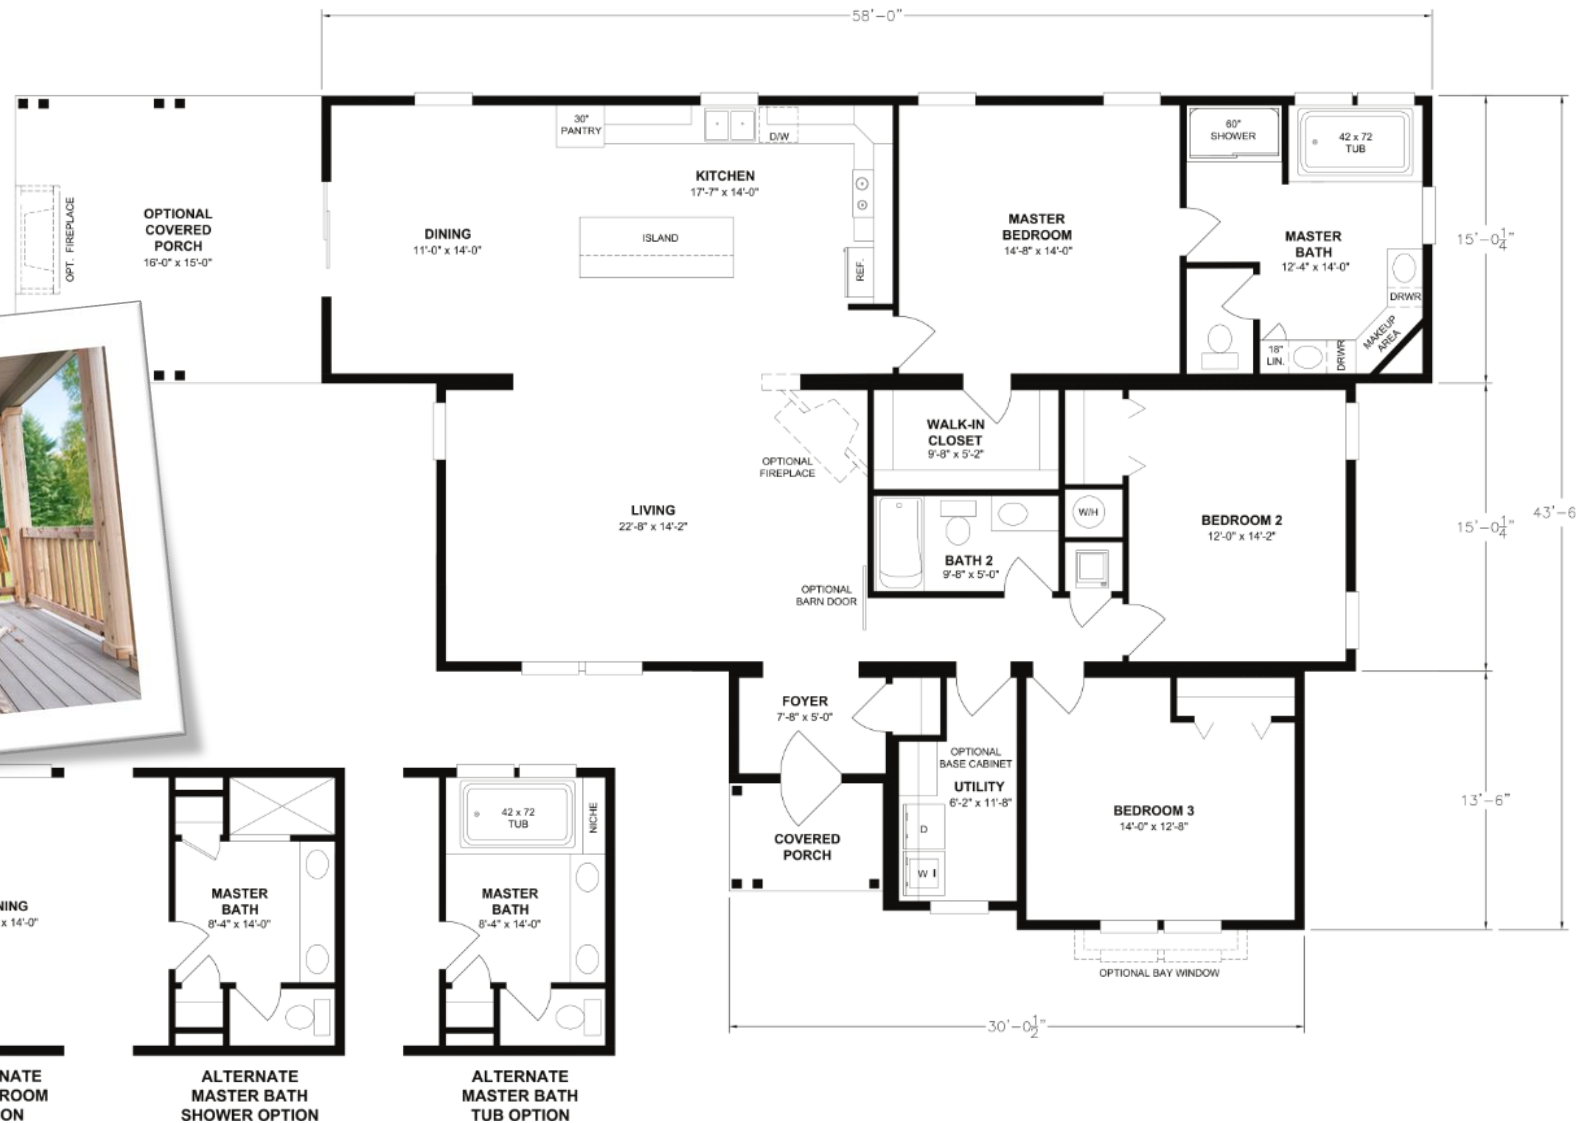 58'-0"
30"
PANTRY
D/W
60"
SHOWER
42 x 72
TUB
KITCHEN
17'-7" x 14'-0"
OPT. FIREPLACE
OPTIONAL
COVERED
PORCH
16'-0" x 15'-0"
DINING
11'-0" x 14'-0"
ISLAND
REF.
MASTER
BEDROOM
14'-8" x 14'-0"
MASTER
BATH
12'-4" x 14'-0"
DRWR
MAKEUP
AREA
18"
LIN.
DRWR
15'-0 1/4"
OPTIONAL
FIREPLACE
WALK-IN
CLOSET
9'-8" x 5'-2"
LIVING
22'-8" x 14'-2"
W/H
BEDROOM 2
12'-0" x 14'-2"
15'-0 1/4"
43'-6
BATH 2
9'-8" x 5'-0"
OPTIONAL
BARN DOOR
FOYER
7'-8" x 5'-0"
OPTIONAL
BASE CABINET
UTILITY
6'-2" x 11'-8"
D
W
COVERED
PORCH
BEDROOM 3
14'-0" x 12'-8"
13'-6"
OPTIONAL BAY WINDOW
30'-0 1/2"
NING
x 14'-0"
NATE
ROOM
ON
MASTER
BATH
8'-4" x 14'-0"
ALTERNATE
MASTER BATH
SHOWER OPTION
42 x 72
TUB
NICHE
MASTER
BATH
8'-4" x 14'-0"
ALTERNATE
MASTER BATH
TUB OPTION